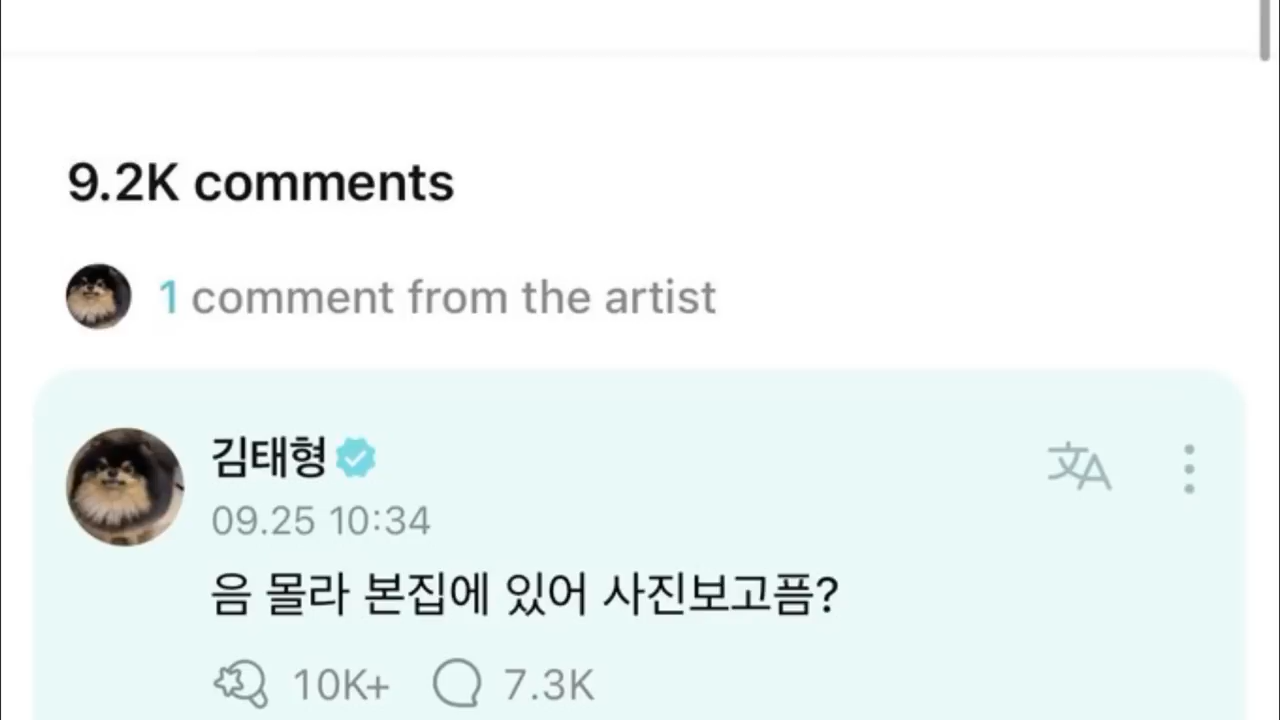 9.2K comments
1 comment from the artist
김태형
09.25 10:34
음 몰라 본집에 있어 사진보고픔?
10K+ 7.3K